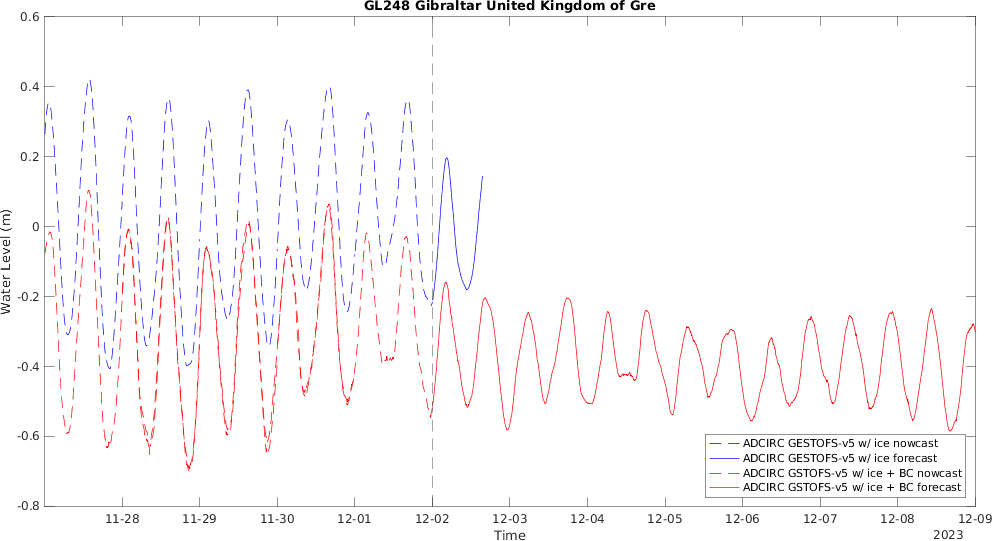 GL248 Gibraltar United Kingdom of Gre
0.6
0.4
0.2
0
-0.2
-0.4
-0.6
-0.8
Water Level (m)
ADCIRC GESTOFS-v5 w/ ice nowcast
ADCIRC GESTOFS-v5 w/ ice forecast
ADCIRC GSTOFS-v5 w/ ice + BC nowcast
ADCIRC GSTOFS-v5 w/ ice + BC forecast
11-28 11-29 11-30 12-01 12-02 12-03 12-04 12-05 12-06 12-07 12-08 12-09
Time
2023